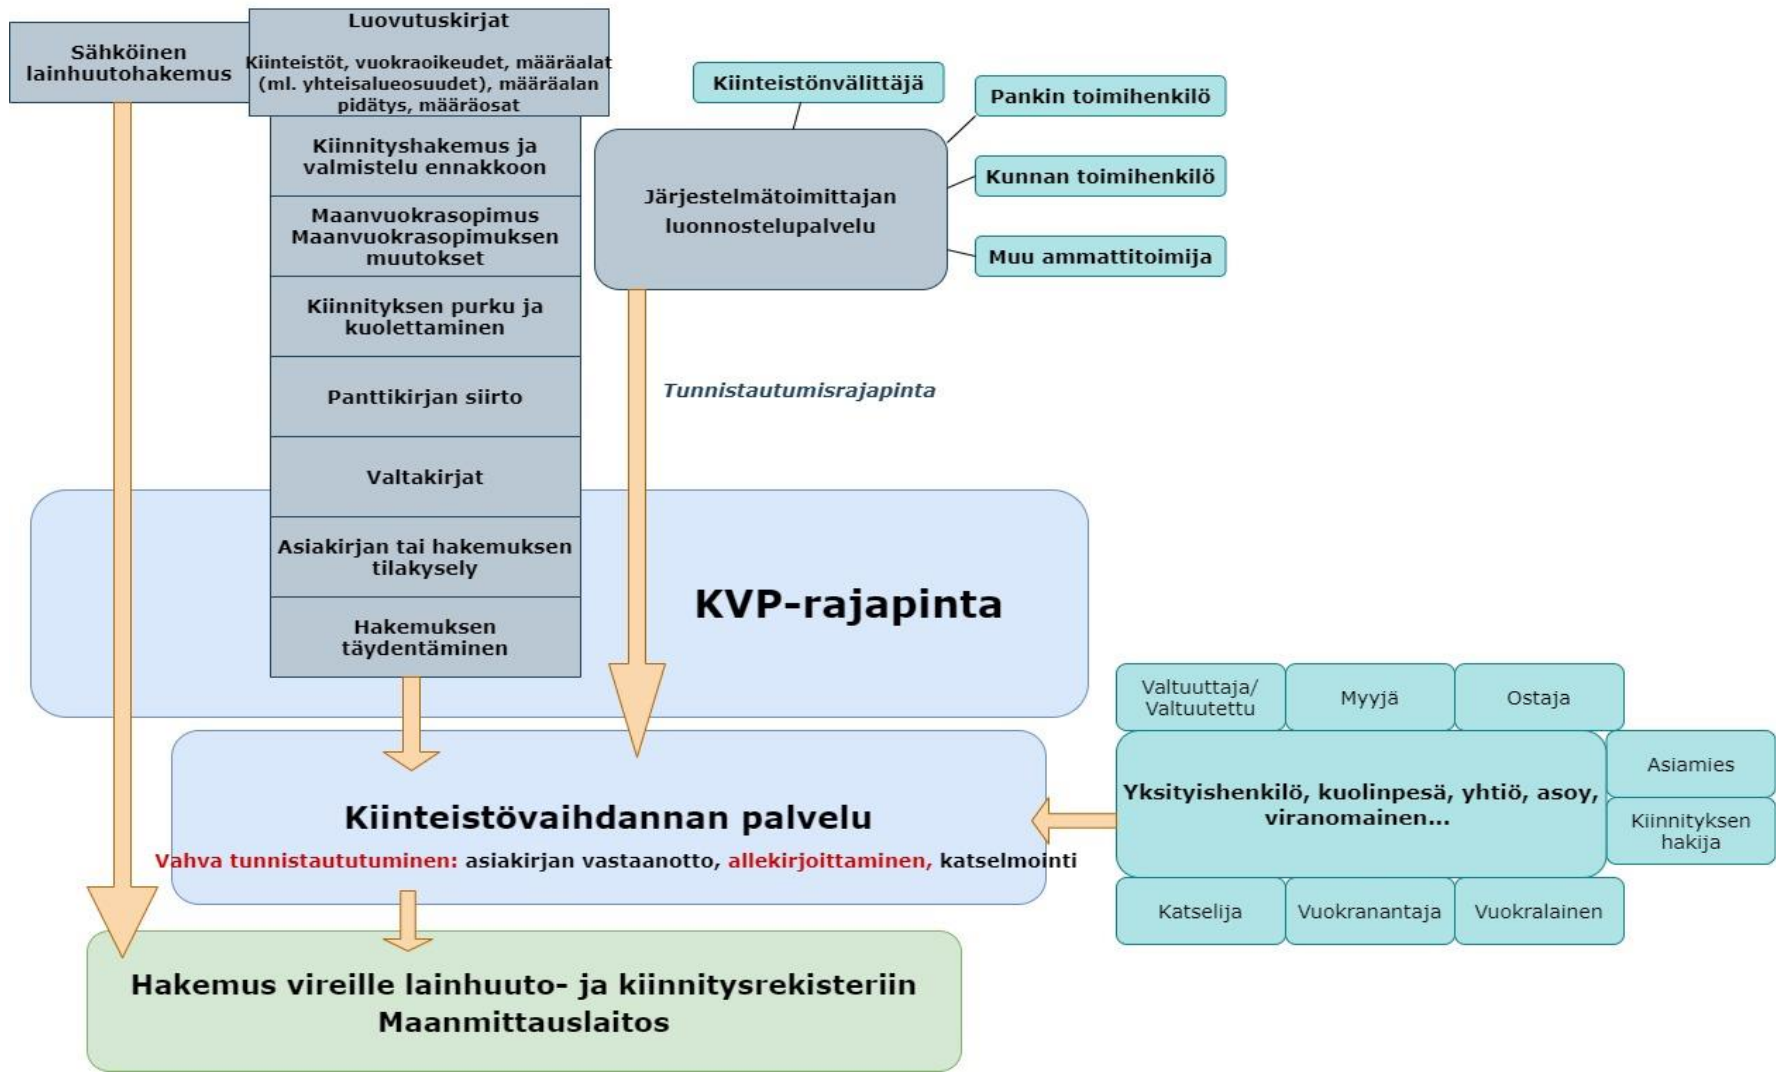 Sähköinen
lainhuutohakemus
Luovutuskirjat
Kiinteistöt, vuokraoikeudet, määräalat
(ml. yhteisalueosuudet), määräalan
pidätys, määräosat
Kiinnityshakemus ja
valmistelu ennakkoon
Maanvuokrasopimus
Maanvuokrasopimuksen
muutokset
Kiinnityksen purku ja
kuolettaminen
Panttikirjan siirto
Valtakirjat
Asiakirjan tai hakemuksen
tilakysely
Hakemuksen
täydentäminen
Kiinteistönvälittäjä
Pankin toimihenkilö
Kunnan toimihenkilö
Muu ammattitoimija
Järjestelmätoimittajan
luonnostelupalvelu
Tunnistautumisrajapinta
KVP-rajapinta
Kiinteistövaihdannan palvelu
Vahva tunnistaututuminen: asiakirjan vastaanotto, allekirjoittaminen, katselmointi
Valtuuttaja/
Valtuutettu
Myyjä
Ostaja
Yksityishenkilö, kuolinpesä, yhtiö, asoy,
viranomainen...
Asiamies
Kiinnityksen
hakija
Katselija
Vuokranantaja
Vuokralainen
Hakemus vireille lainhuuto- ja kiinnitysrekisteriin
Maanmittauslaitos